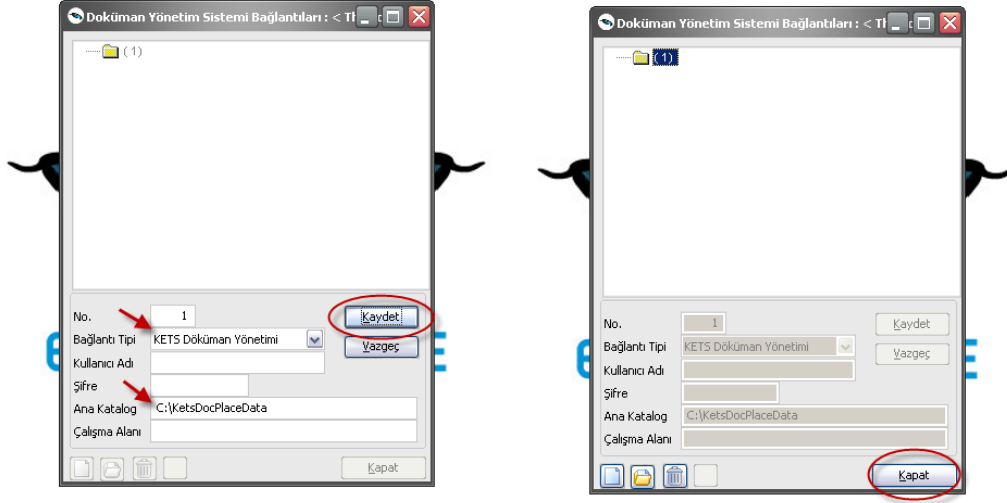 Doküman Yönetim Sistemi Bağlantıları : < Th
(1)
No. 1
Bağlantı Tipi KETS Döküman Yönetimi
Kullanıcı Adı
Şifre
Ana Katalog C:\KetsDocPlaceData
Çalışma Alanı
Kaydet
Vazgeç
Kapat
Doküman Yönetim Sistemi Bağlantıları : < Th
(1)
No. 1
Bağlantı Tipi KETS Döküman Yönetimi
Kullanıcı Adı
Şifre
Ana Katalog C:\KetsDocPlaceData
Çalışma Alanı
Kaydet
Vazgeç
Kapat